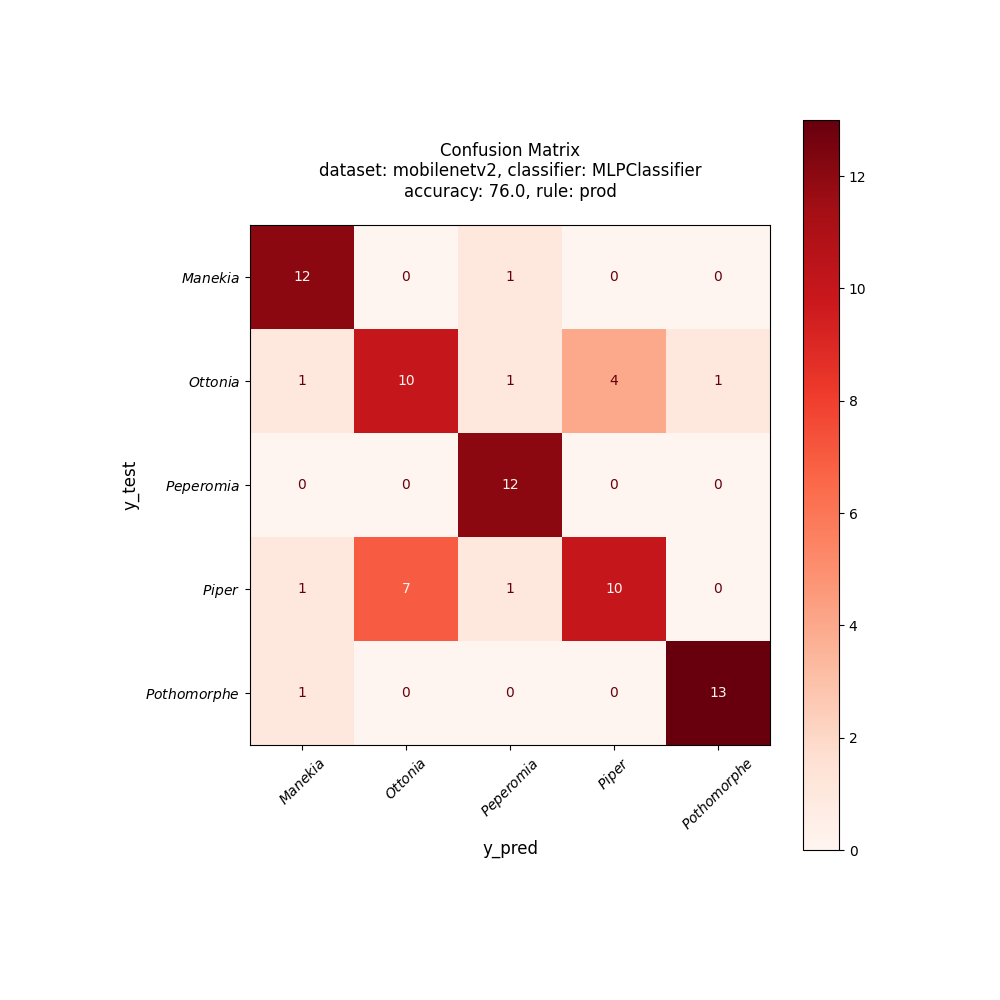 Confusion Matrix
dataset: mobilenetv2, classifier: MLPClassifier
accuracy: 76.0, rule: prod
y_test
Manekia 12 0 1 0 0
Ottonia 1 10 1 4 1
Peperomia 0 0 12 0 0
Piper 1 7 1 10 0
Pothomorphe 1 0 0 0 13
Manekia Ottonia Peperomia Piper Pothomorphe
y_pred
12
10
8
6
4
2
0